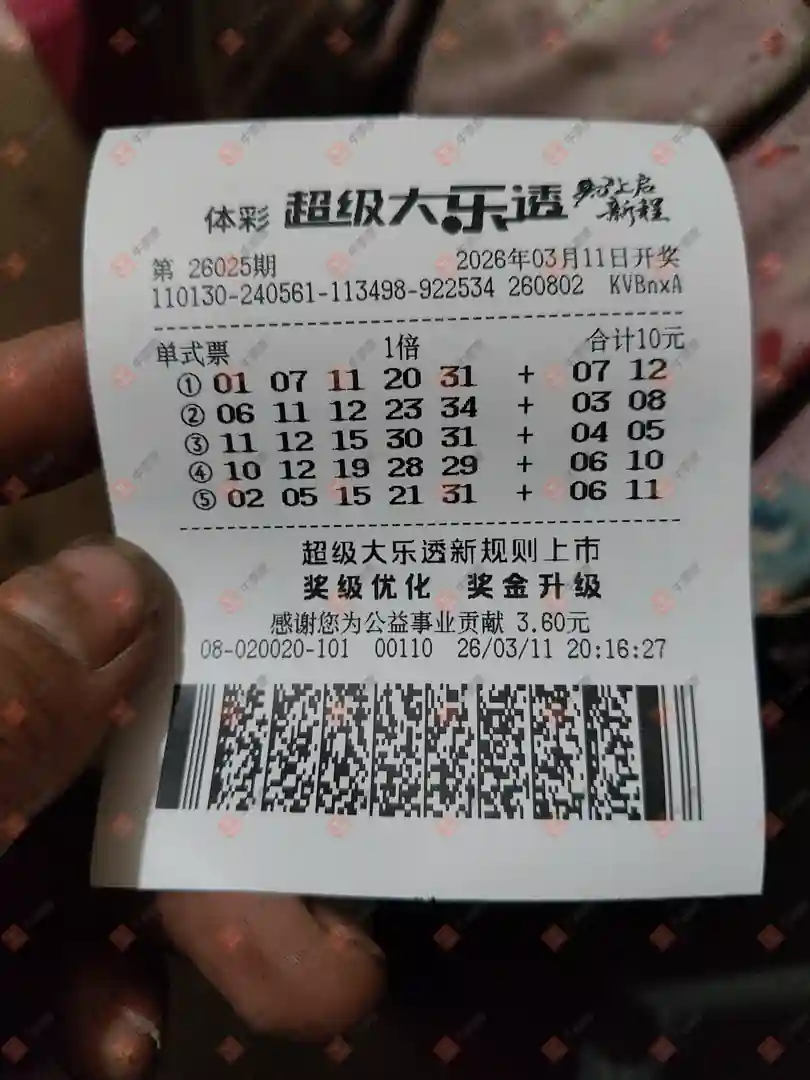 体彩 超级大乐透 财上启新程
第 26025期 2026年03月11日开奖
110130-240561-113498-922534 260802 KVBnxA
单式票 1倍 合计10元
① 01 07 11 20 31 + 07 12
② 06 11 12 23 34 + 03 08
③ 11 12 15 30 31 + 04 05
④ 10 12 19 28 29 + 06 10
⑤ 02 05 15 21 31 + 06 11
超级大乐透新规则上市
奖级优化 奖金升级
感谢您为公益事业贡献 3.60元
08-020020-101 00110 26/03/11 20:16:27